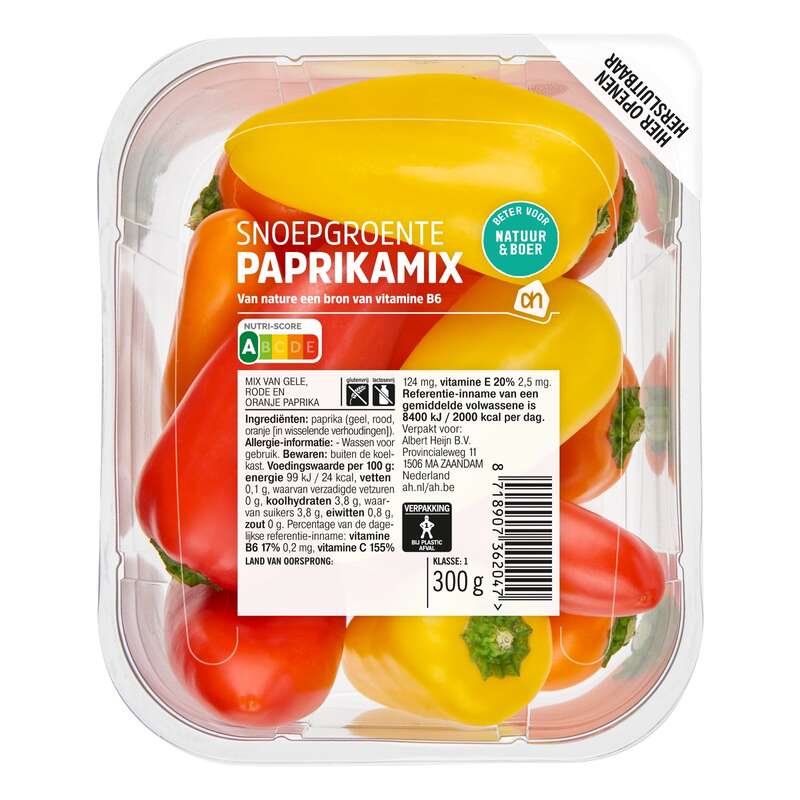 HIER OPENEN
HERSLUITBAAR
SNOEPGROENTE
PAPRIKAMIX
Van nature een bron van vitamine B6
BETER VOOR
NATUUR
& BOER
ah
NUTRI-SCORE
A B C D E
MIX VAN GELE,
RODE EN
ORANJE PAPRIKA
glutenvrij lactosevrij
Ingrediënten: paprika (geel, rood,
oranje [in wisselende verhoudingen]).
Allergie-informatie: - Wassen voor
gebruik. Bewaren: buiten de koel-
kast. Voedingswaarde per 100 g:
energie 99 kJ / 24 kcal, vetten
0,1 g, waarvan verzadigde vetzuren
0 g, koolhydraten 3,8 g, waar-
van suikers 3,8 g, eiwitten 0,8 g,
zout 0 g. Percentage van de dage-
lijkse referentie-inname: vitamine
B6 17% 0,2 mg, vitamine C 155%
LAND VAN OORSPRONG:
124 mg, vitamine E 20% 2,5 mg.
Referentie-inname van een
gemiddelde volwassene is
8400 kJ / 2000 kcal per dag.
Verpakt voor:
Albert Heijn B.V.
Provincialeweg 11
1506 MA ZAANDAM
Nederland
ah.nl/ah.be
VERPAKKING
1
BIJ PLASTIC
AFVAL
KLASSE: 1
300 g
8 718907 362047 >